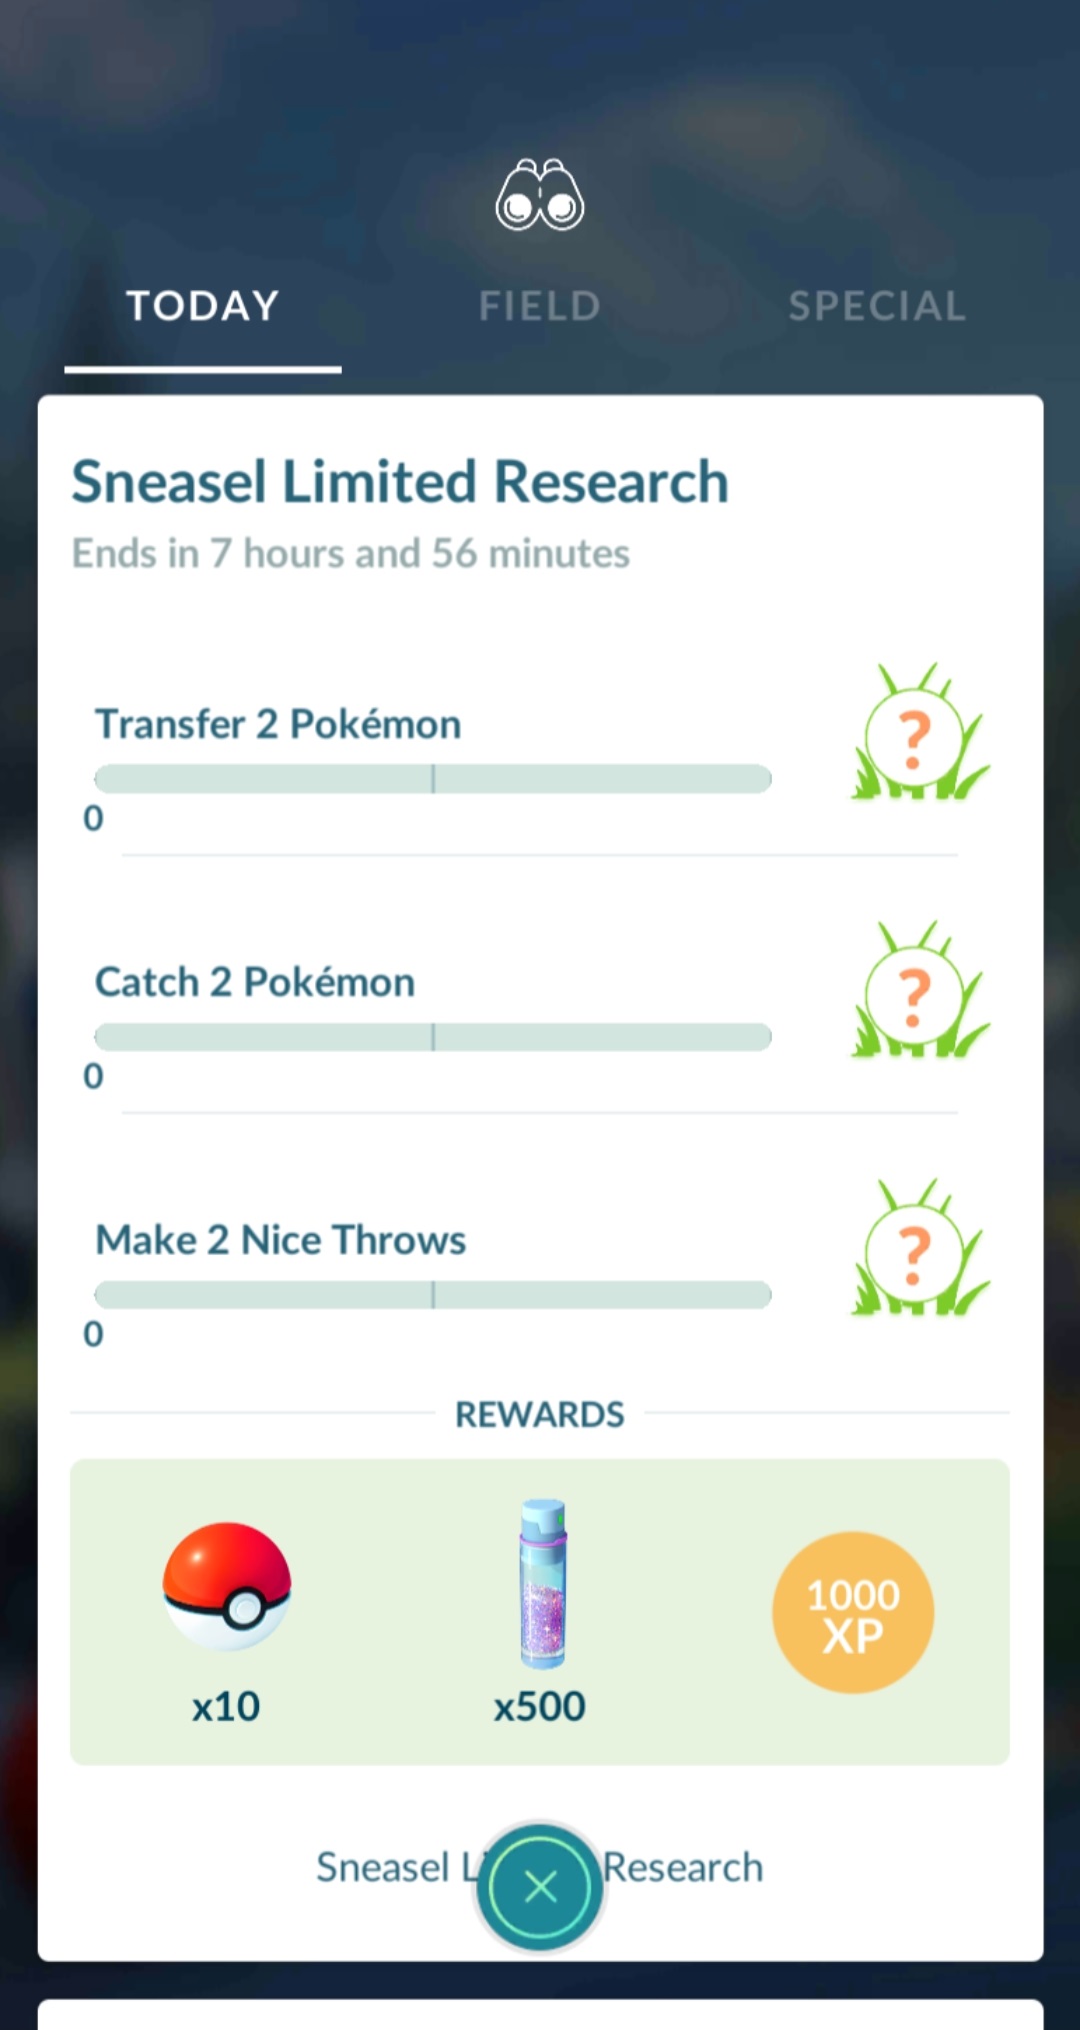 TODAY
FIELD
SPECIAL
Sneasel Limited Research
Ends in 7 hours and 56 minutes
Transfer 2 Pokémon
?
0
Catch 2 Pokémon
?
0
Make 2 Nice Throws
?
0
REWARDS
1000
XP
x10
x500
Sneasel Li Research